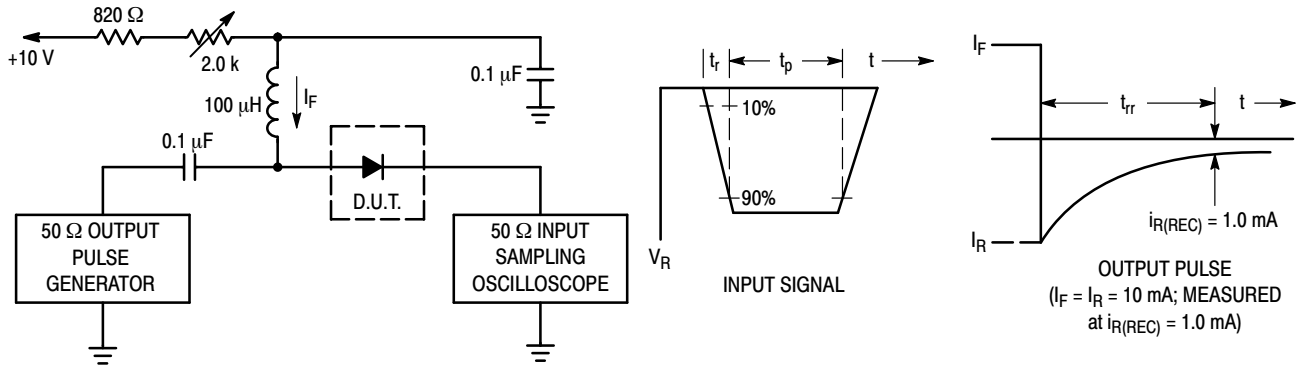 820 Ω
+10 V
2.0 k
0.1 μF
100 μH
I_F
0.1 μF
D.U.T.
50 Ω OUTPUT
PULSE
GENERATOR
50 Ω INPUT
SAMPLING
OSCILLOSCOPE
t_r
t_p
t
10%
90%
V_R
INPUT SIGNAL
I_F
t_rr
t
i_R(REC) = 1.0 mA
I_R
OUTPUT PULSE
(I_F = I_R = 10 mA; MEASURED
at i_R(REC) = 1.0 mA)